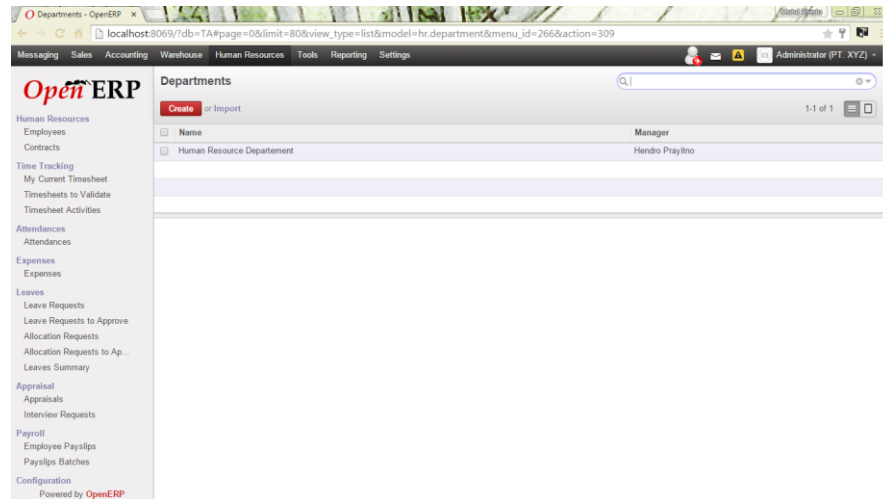 Departments - OpenERP
localhost:8069/?db=TA#page=0&limit=80&view_type=list&model=hr.department&menu_id=266&action=309
Messaging Sales Accounting Warehouse Human Resources Tools Reporting Settings Administrator (PT. XYZ)
OpenERP
Departments
Create or Import 1-1 of 1
Name Manager
Human Resource Departement Hendro Prayitno
Human Resources
Employees
Contracts
Time Tracking
My Current Timesheet
Timesheets to Validate
Timesheet Activities
Attendances
Attendances
Expenses
Expenses
Leaves
Leave Requests
Leave Requests to Approve
Allocation Requests
Allocation Requests to Ap...
Leaves Summary
Appraisal
Appraisals
Interview Requests
Payroll
Employee Payslips
Payslips Batches
Configuration
Powered by OpenERP